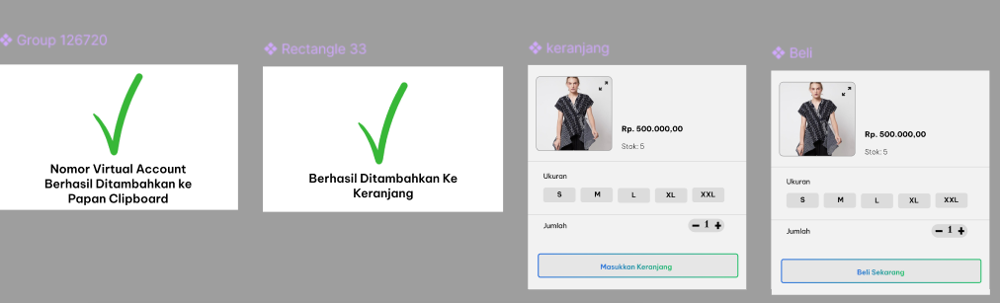 Group 126720
Nomor Virtual Account
Berhasil Ditambahkan ke
Papan Clipboard
Rectangle 33
Berhasil Ditambahkan Ke
Keranjang
keranjang
Rp. 500.000,00
Stok: 5
Ukuran
S M L XL XXL
Jumlah
1
Masukkan Keranjang
Beli
Rp. 500.000,00
Stok: 5
Ukuran
S M L XL XXL
Jumlah
1
Beli Sekarang